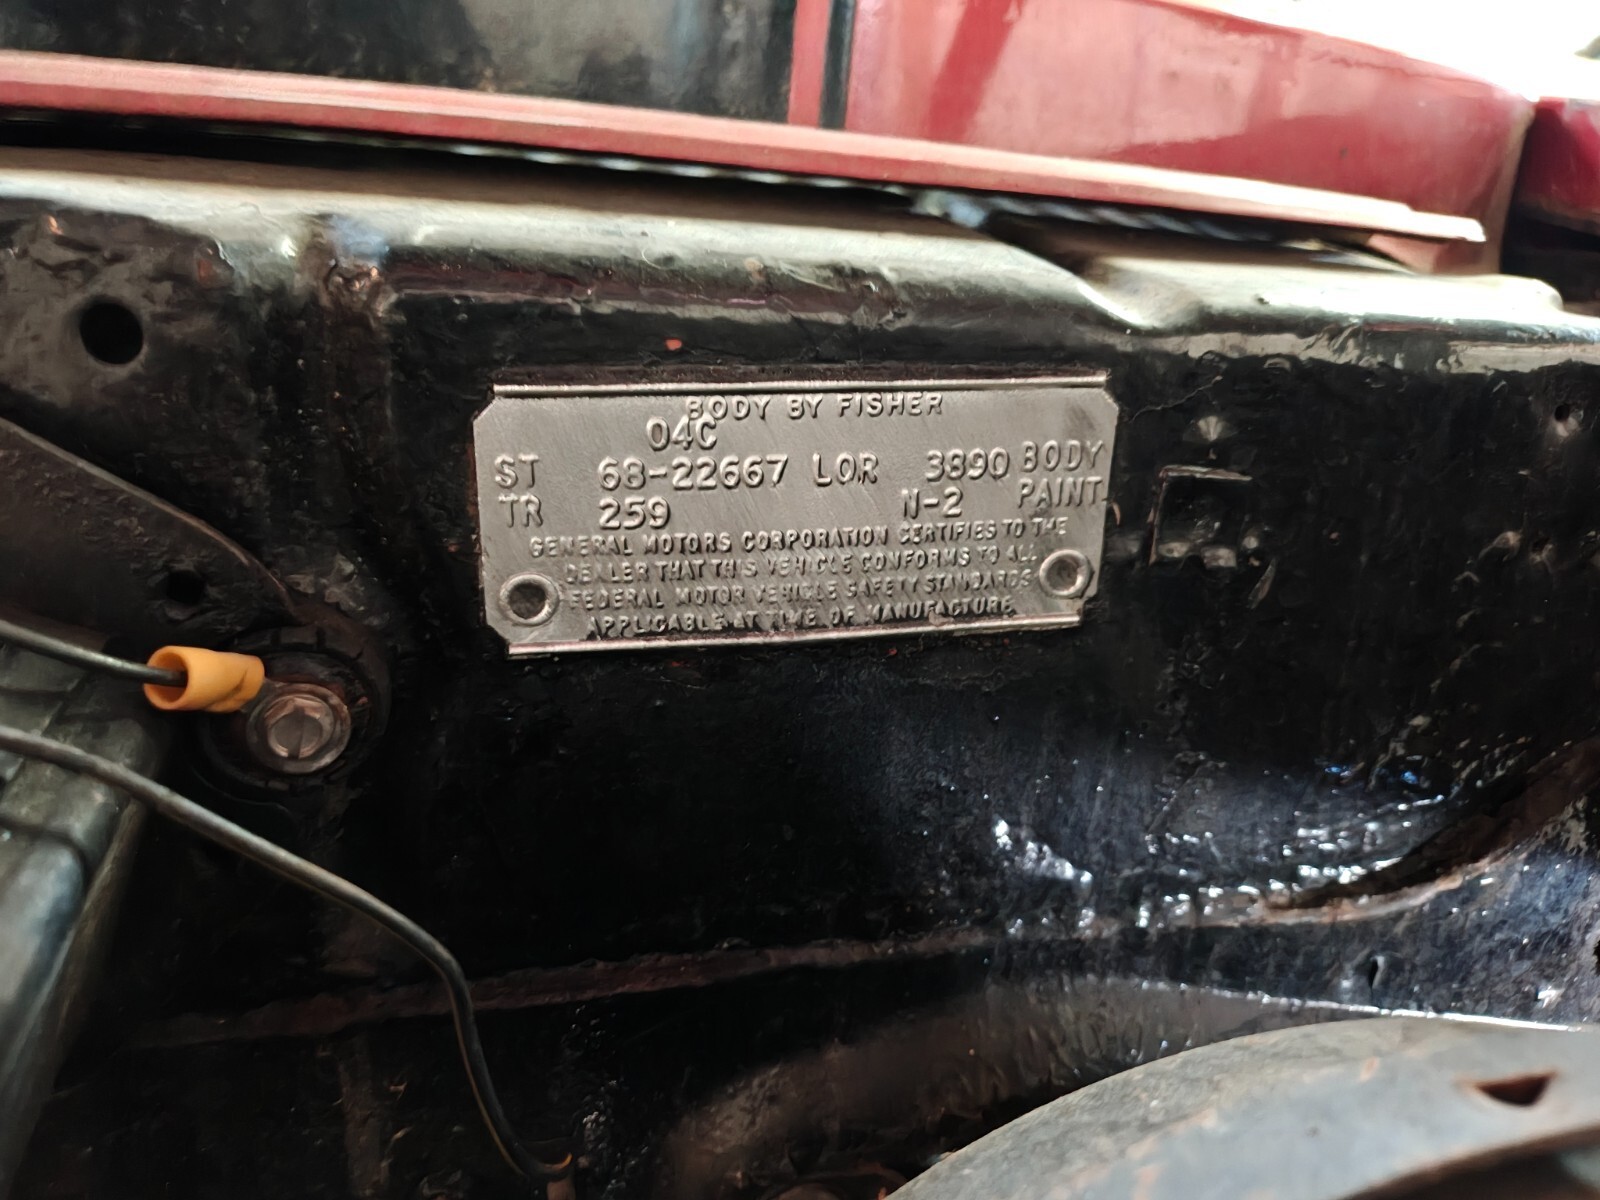 BODY BY FISHER
04C
ST 68-22667 LOR 3890 BODY
TR 259 N-2 PAINT
GENERAL MOTORS CORPORATION CERTIFIES TO THE
DEALER THAT THIS VEHICLE CONFORMS TO ALL
FEDERAL MOTOR VEHICLE SAFETY STANDARDS
APPLICABLE AT TIME OF MANUFACTURE